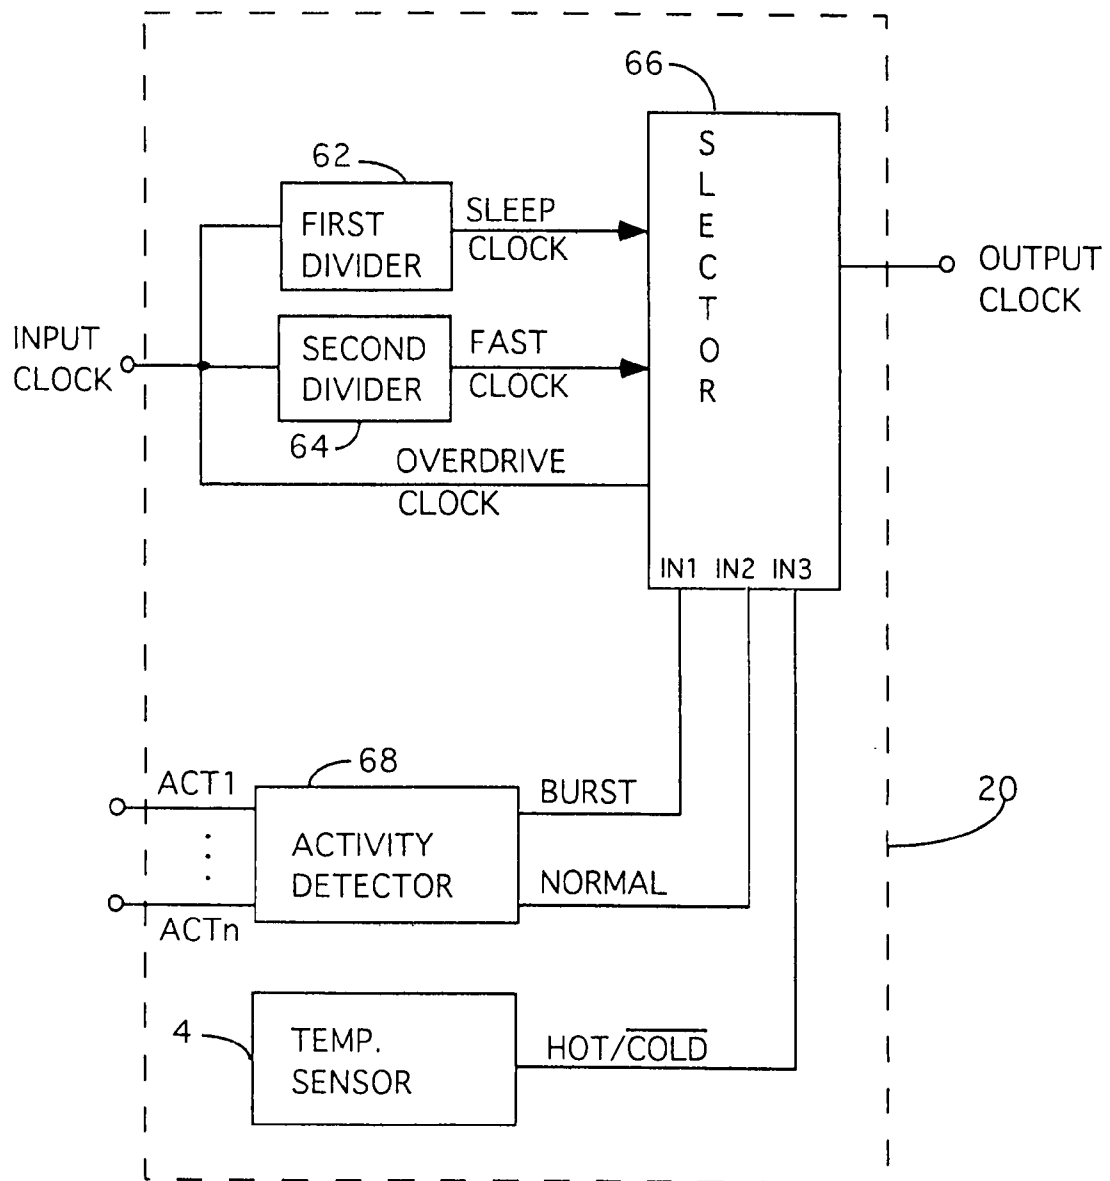 66
S
L
E
C
T
O
R
62
FIRST
DIVIDER
SLEEP
CLOCK
OUTPUT
CLOCK
INPUT
CLOCK
SECOND
DIVIDER
FAST
CLOCK
64
OVERDRIVE
CLOCK
IN1 IN2 IN3
68
ACT1
BURST
20
ACTIVITY
DETECTOR
NORMAL
ACTn
4
TEMP.
SENSOR
HOT/COLD